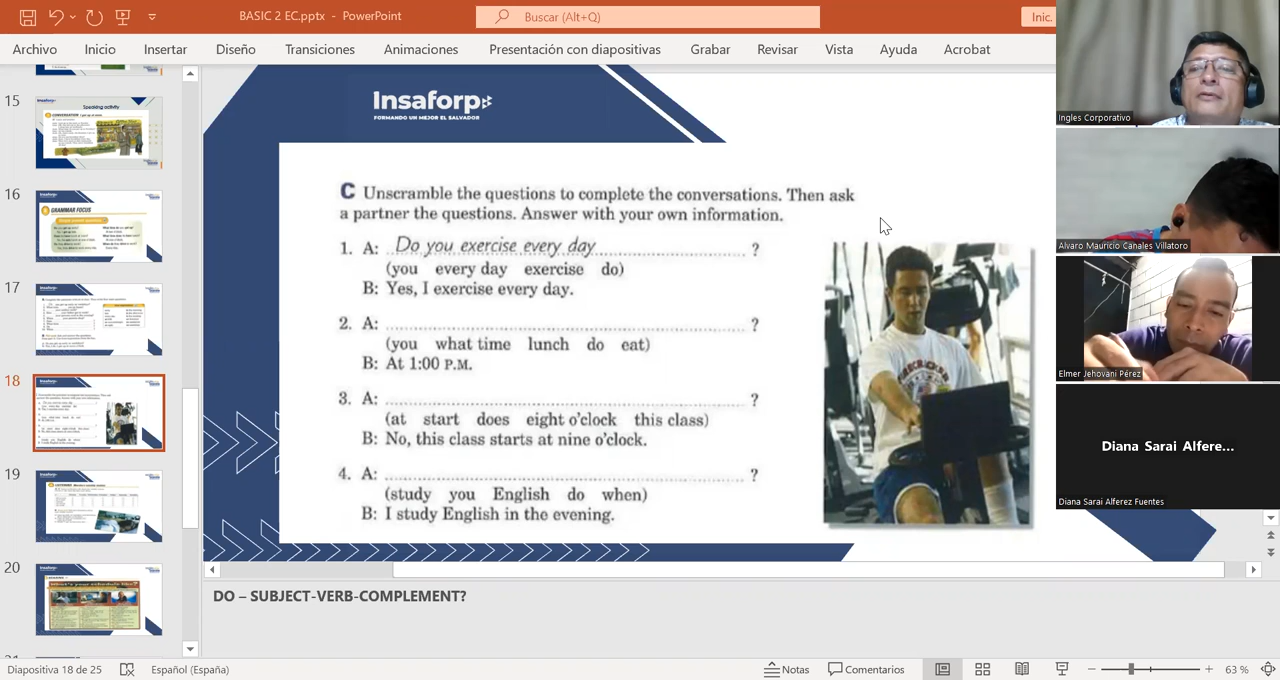 BASIC 2 EC.pptx - PowerPoint
Buscar (Alt+Q)
Inic.
Archivo Inicio Insertar Diseño Transiciones Animaciones Presentación con diapositivas Grabar Revisar Vista Ayuda Acrobat
15
Speaking activity
16
GRAMMAR FOCUS
17
18
19
20
Insaforp
FORMANDO UN MEJOR EL SALVADOR
C Unscramble the questions to complete the conversations. Then ask
a partner the questions. Answer with your own information.
1. A: Do you exercise every day ?
(you every day exercise do)
B: Yes, I exercise every day.
2. A: ?
(you what time lunch do eat)
B: At 1:00 P.M.
3. A: ?
(at start does eight o'clock this class)
B: No, this class starts at nine o'clock.
4. A: ?
(study you English do when)
B: I study English in the evening.
Ingles Corporativo
Alvaro Mauricio Canales Villatoro
Elmer Jehovani Pérez
Diana Sarai Alfere...
Diana Sarai Alferez Fuentes
DO – SUBJECT-VERB-COMPLEMENT?
Diapositiva 18 de 25 Español (España) Notas Comentarios 63 %